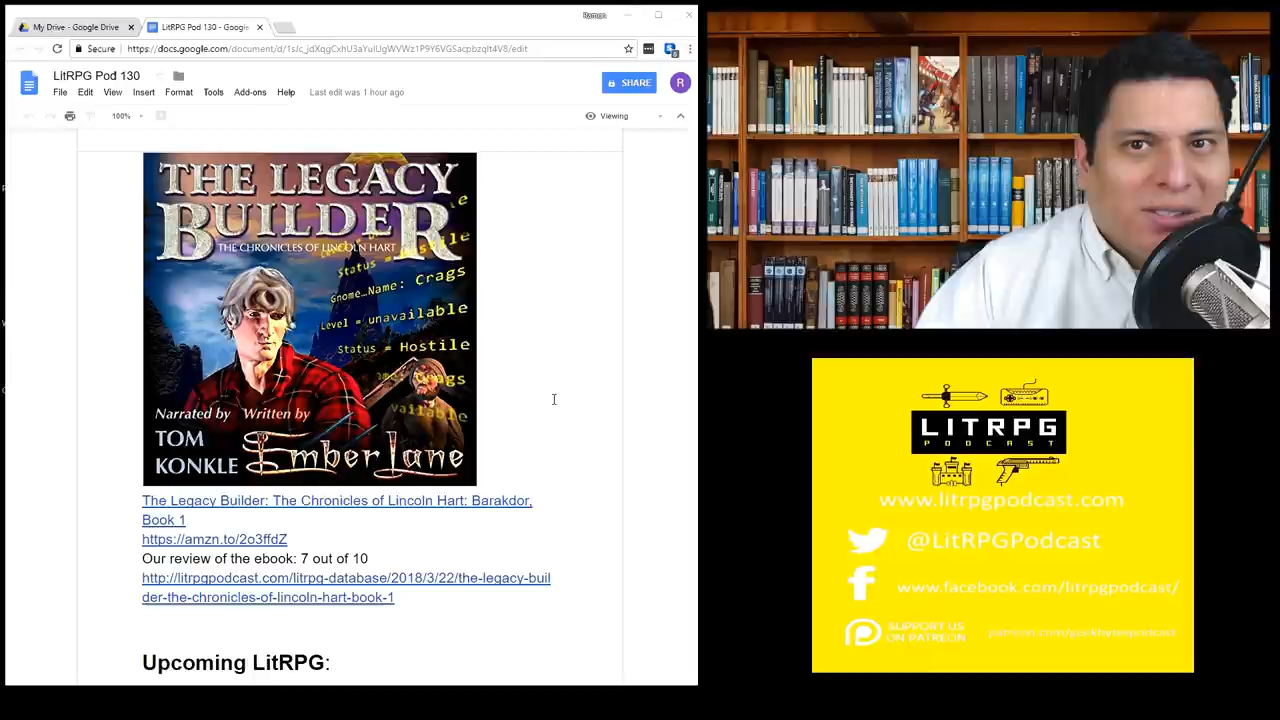 Ramon
My Drive - Google Drive
LitRPG Pod 130 - Google
Secure
LitRPG Pod 130
File Edit View Insert Format Tools Add-ons Help Last edit was 1 hour ago
SHARE
R
100%
Viewing
THE LEGACY
BUILDER
THE CHRONICLES OF LINCOLN HART
Status = Hostile
Gnome_Name: Crags
Level = unavailable
Status = Hostile
Narrated by Written by
TOM
KONKLE
Ember Lane
The Legacy Builder: The Chronicles of Lincoln Hart: Barakdor,
Book 1
https://amzn.to/2o3ffdZ
Our review of the ebook: 7 out of 10
http://litrpgpodcast.com/litrpg-database/2018/3/22/the-legacy-buil
der-the-chronicles-of-lincoln-hart-book-1
Upcoming LitRPG:
LITRPG
PODCAST
www.litrpgpodcast.com
@LitRPGPodcast
www.facebook.com/litrpgpodcast/
SUPPORT US
ON PATREON
patreon.com/geekbytespodcast